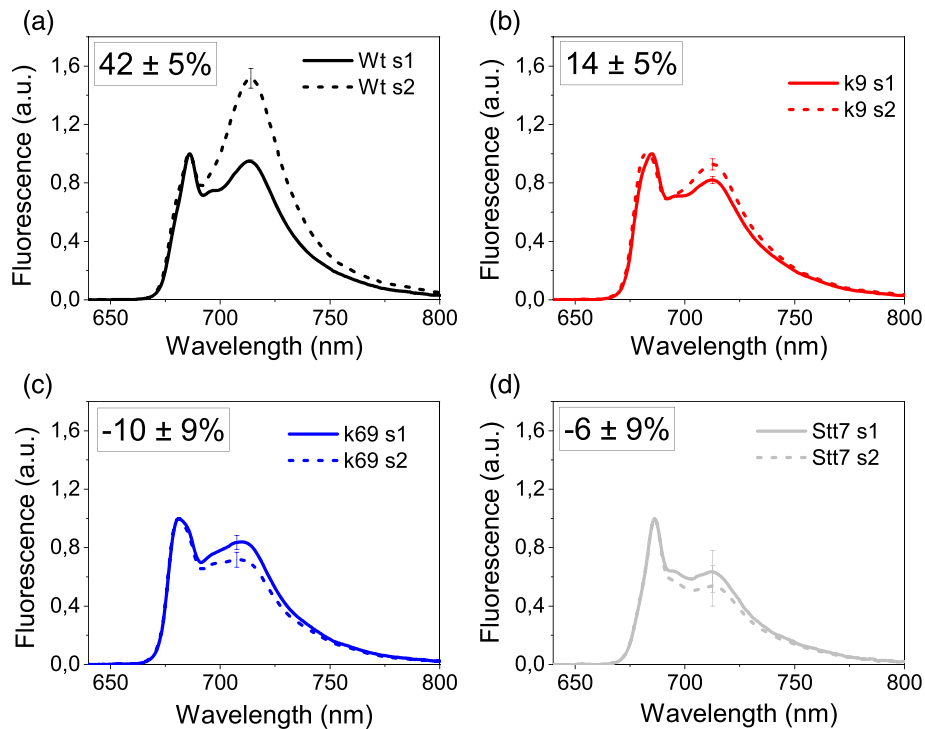 (a)
42 ± 5%
Wt s1
Wt s2
Fluorescence (a.u.)
1,6
1,2
0,8
0,4
0,0
650 700 750 800
Wavelength (nm)
(b)
14 ± 5%
k9 s1
k9 s2
Fluorescence (a.u.)
1,6
1,2
0,8
0,4
0,0
650 700 750 800
Wavelength (nm)
(c)
-10 ± 9%
k69 s1
k69 s2
Fluorescence (a.u.)
1,6
1,2
0,8
0,4
0,0
650 700 750 800
Wavelength (nm)
(d)
-6 ± 9%
Stt7 s1
Stt7 s2
Fluorescence (a.u.)
1,6
1,2
0,8
0,4
0,0
650 700 750 800
Wavelength (nm)